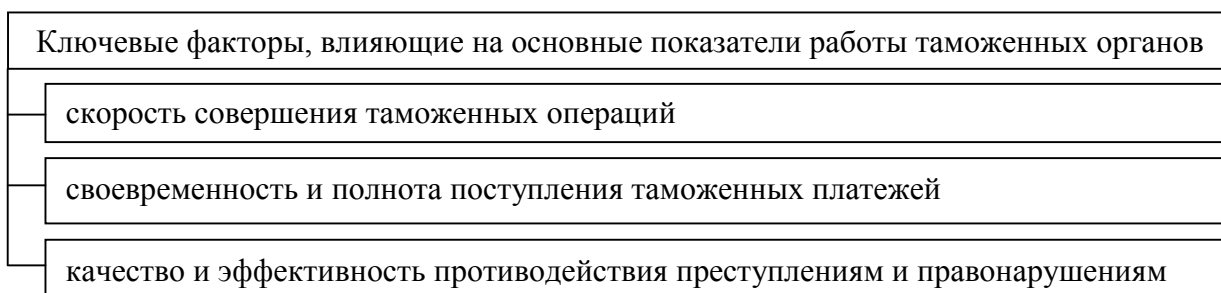 Ключевые факторы, влияющие на основные показатели работы таможенных органов
скорость совершения таможенных операций
своевременность и полнота поступления таможенных платежей
качество и эффективность противодействия преступлениям и правонарушениям